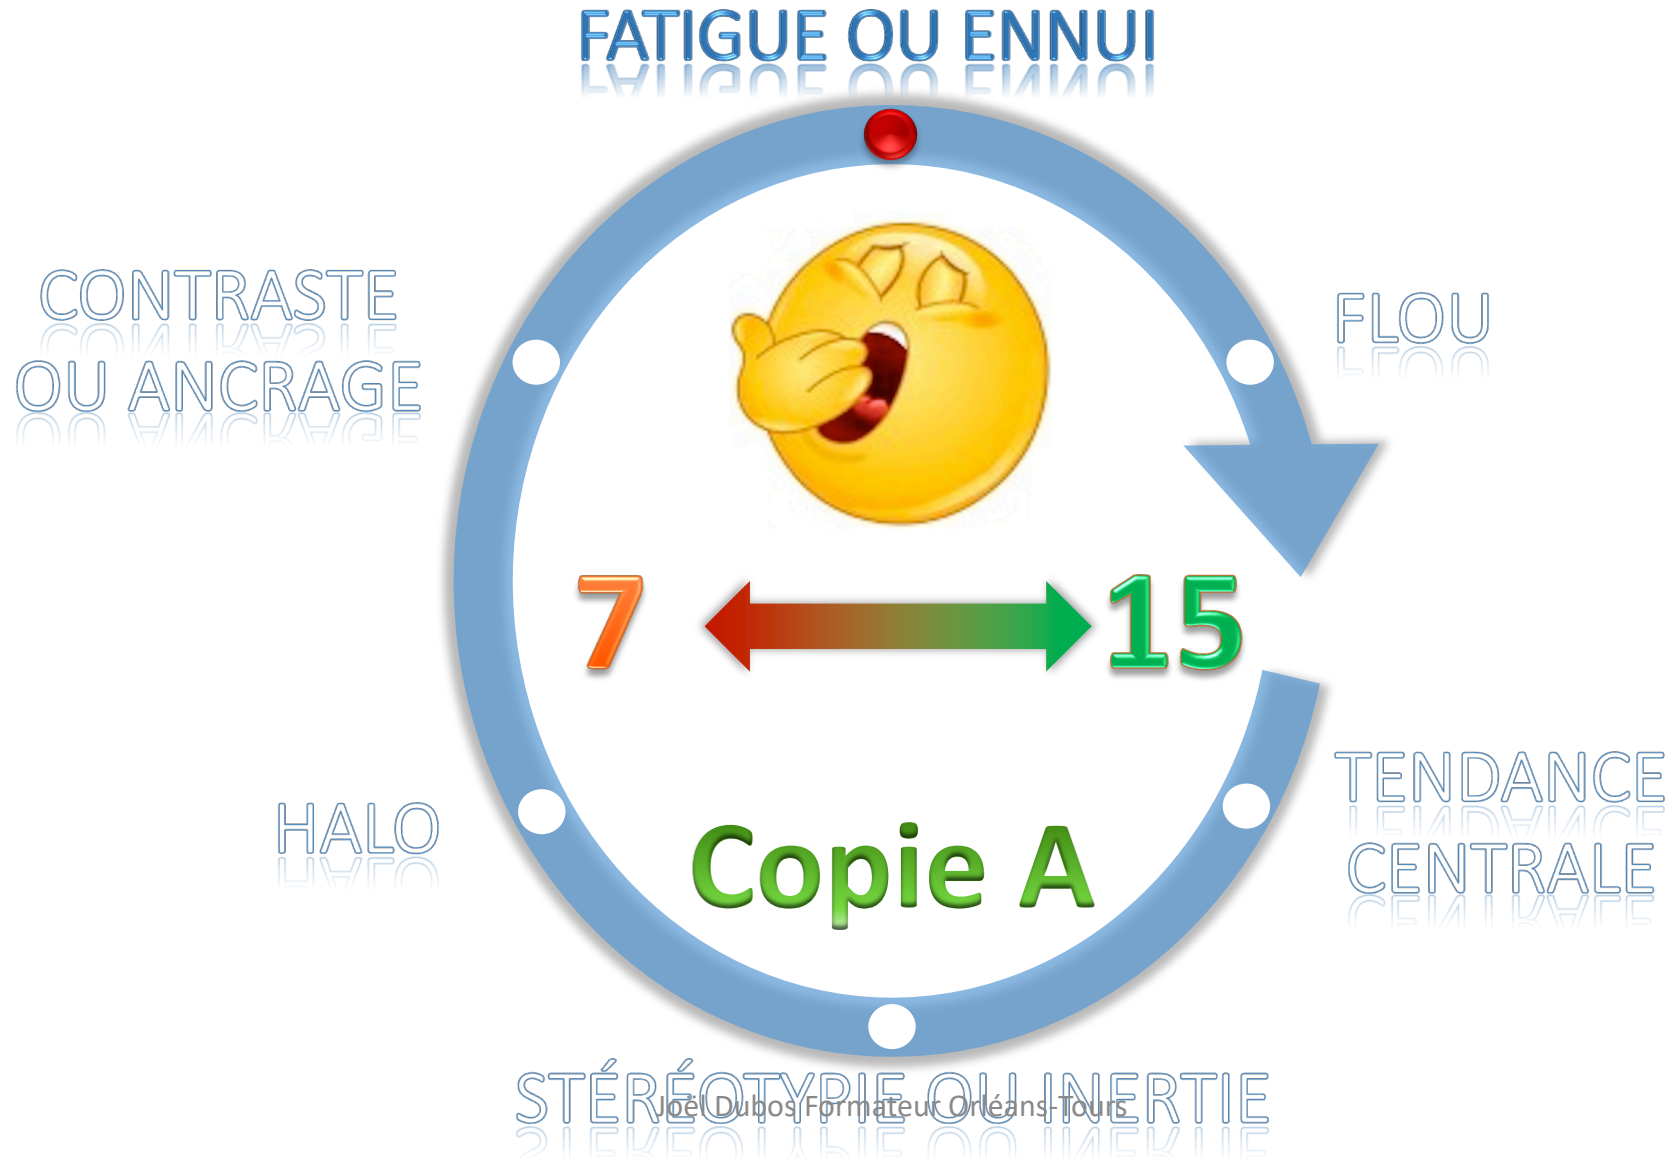 FATIGUE OU ENNUI
CONTRASTE
OU ANCRAGE
FLOU
7
15
HALO
TENDANCE
CENTRALE
Copie A
STÉRÉOTYPIE OU INERTIE
Joël Dubos Formateur Orléans-Tours